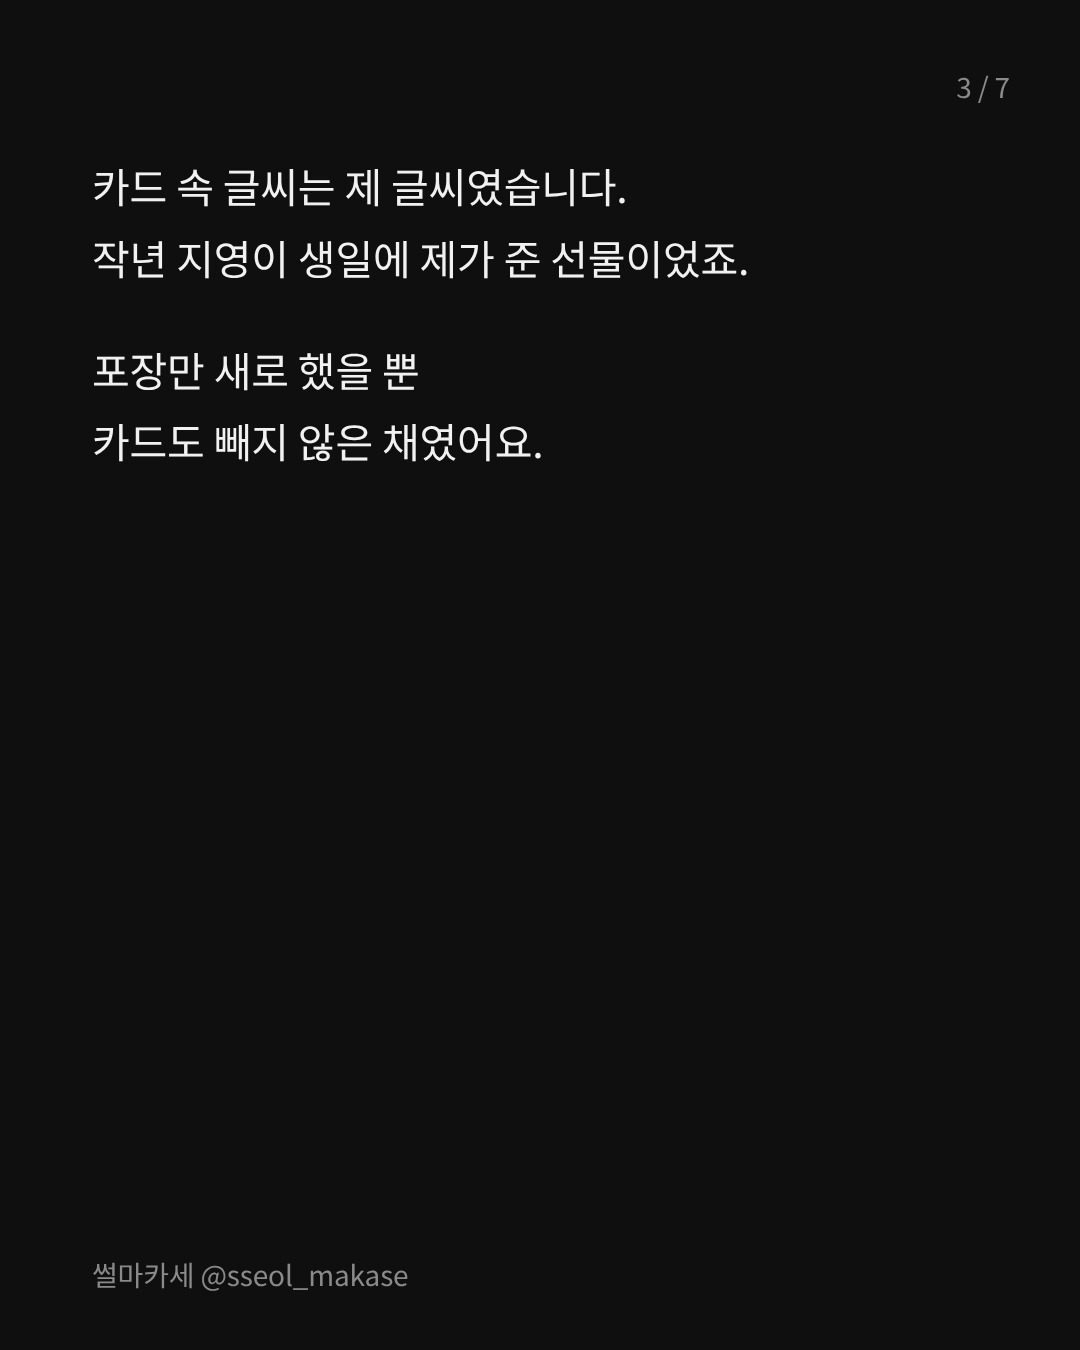 3 / 7
카드 속 글씨는 제 글씨였습니다.
작년 지영이 생일에 제가 준 선물이었죠.
포장만 새로 했을 뿐
카드도 빼지 않은 채였어요.
썰마카세 @sseol_makase